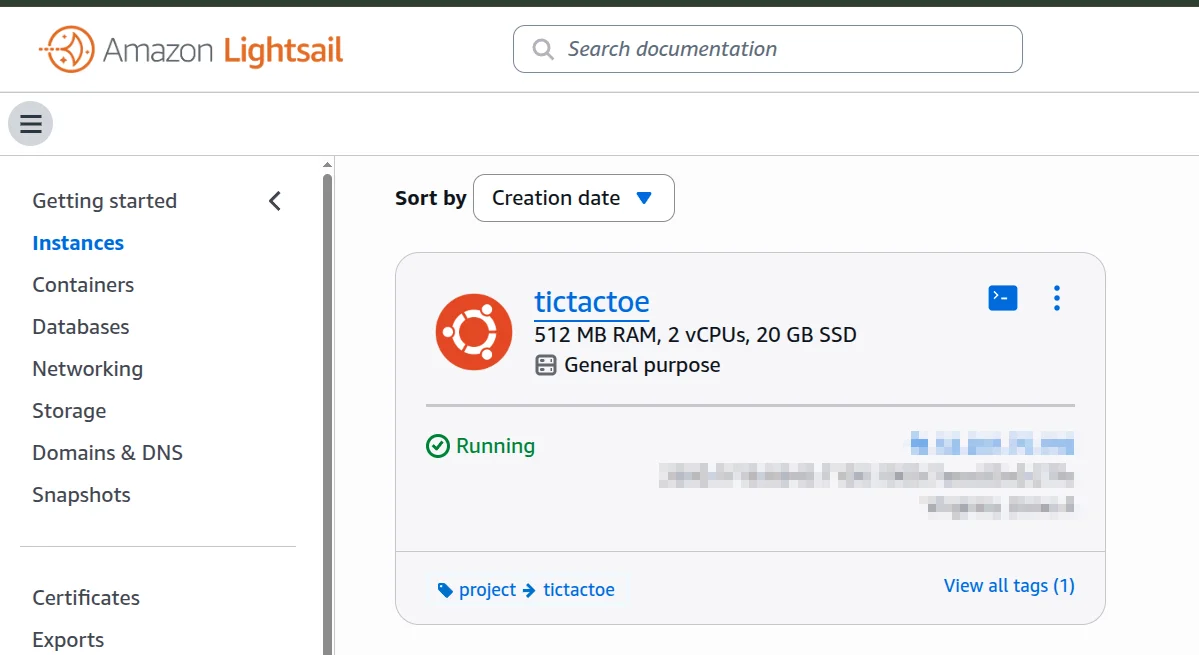 Amazon Lightsail
Search documentation
Getting started
Instances
Containers
Databases
Networking
Storage
Domains & DNS
Snapshots
Certificates
Exports
Sort by Creation date
tictactoe
512 MB RAM, 2 vCPUs, 20 GB SSD
General purpose
Running
project → tictactoe
View all tags (1)